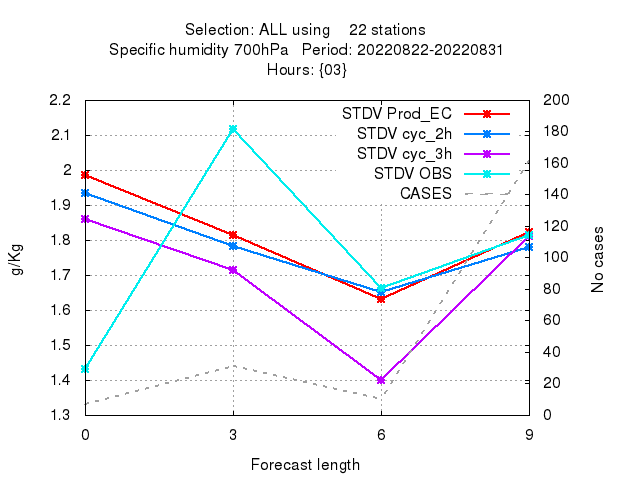 Selection: ALL using 22 stations
Specific humidity 700hPa Period: 20220822-20220831
Hours: {03}
STDV Prod_EC
STDV cyc_2h
STDV cyc_3h
STDV OBS
CASES
2.2
2.1
2
1.9
1.8
1.7
1.6
1.5
1.4
1.3
g/Kg
200
180
160
140
120
100
80
60
40
20
0
No cases
0 3 6 9
Forecast length